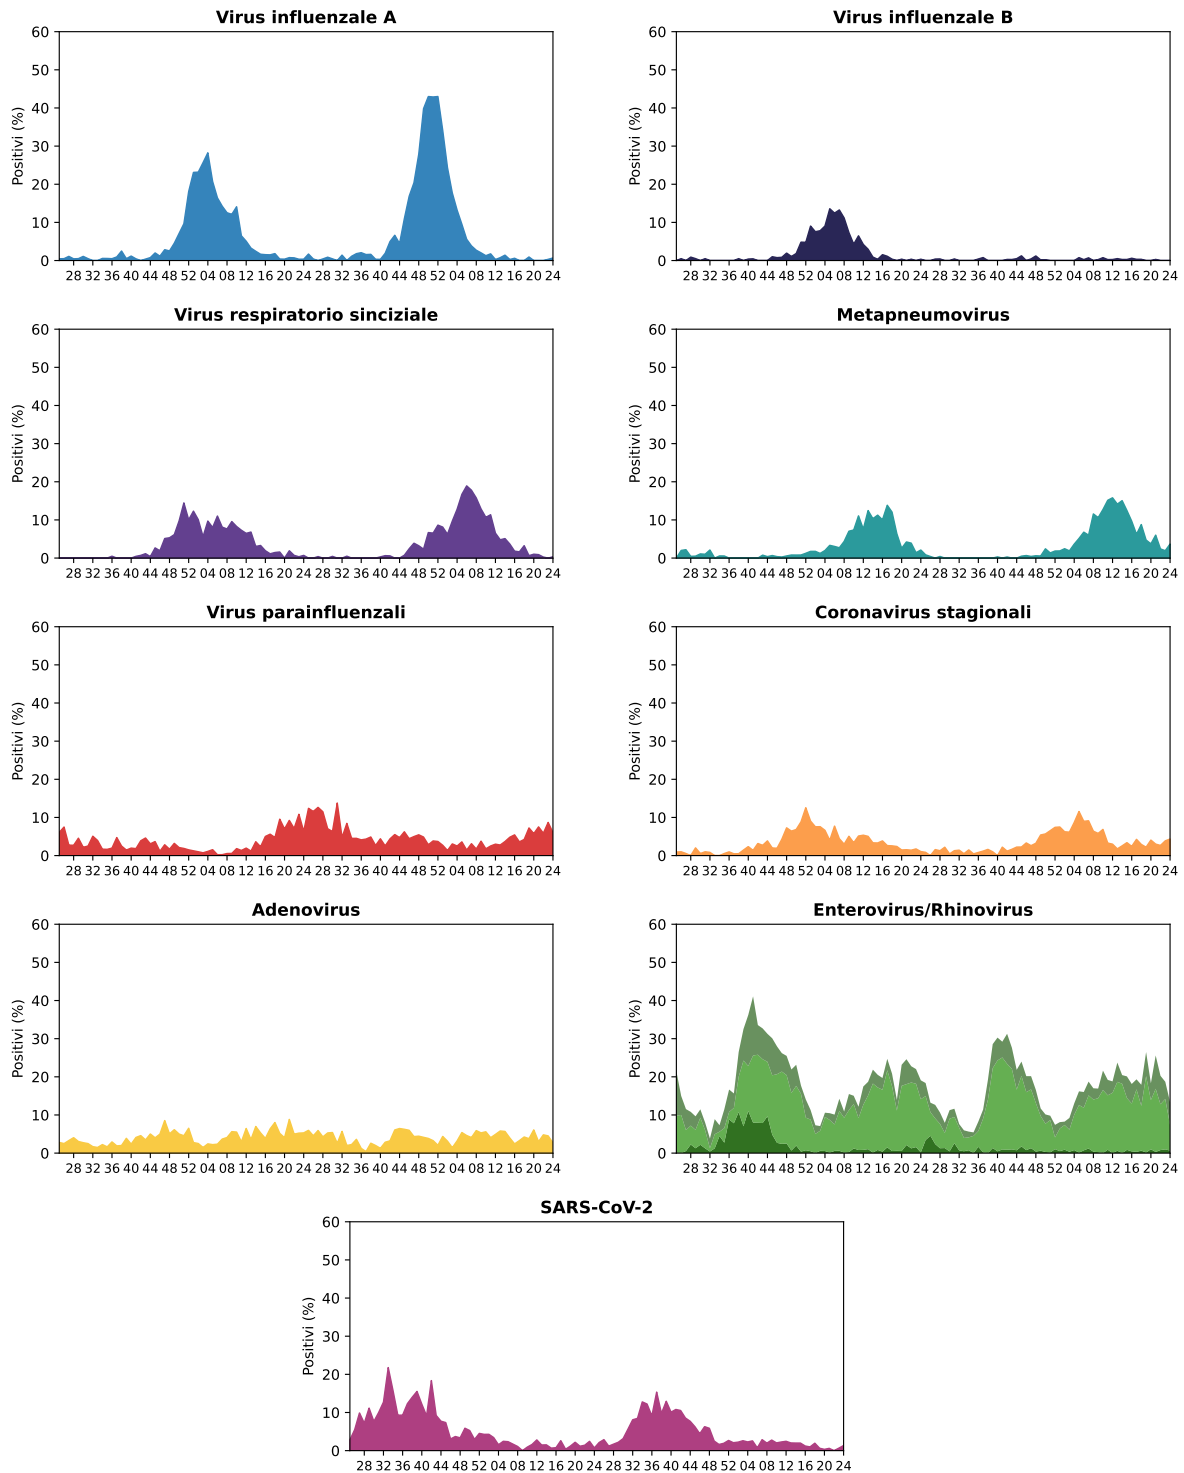 Virus influenzale A
Positivi (%)
60
50
40
30
20
10
0
28 32 36 40 44 48 52 04 08 12 16 20 24 28 32 36 40 44 48 52 04 08 12 16 20 24
Virus influenzale B
Positivi (%)
60
50
40
30
20
10
0
28 32 36 40 44 48 52 04 08 12 16 20 24 28 32 36 40 44 48 52 04 08 12 16 20 24
Virus respiratorio sinciziale
Positivi (%)
60
50
40
30
20
10
0
28 32 36 40 44 48 52 04 08 12 16 20 24 28 32 36 40 44 48 52 04 08 12 16 20 24
Metapneumovirus
Positivi (%)
60
50
40
30
20
10
0
28 32 36 40 44 48 52 04 08 12 16 20 24 28 32 36 40 44 48 52 04 08 12 16 20 24
Virus parainfluenzali
Positivi (%)
60
50
40
30
20
10
0
28 32 36 40 44 48 52 04 08 12 16 20 24 28 32 36 40 44 48 52 04 08 12 16 20 24
Coronavirus stagionali
Positivi (%)
60
50
40
30
20
10
0
28 32 36 40 44 48 52 04 08 12 16 20 24 28 32 36 40 44 48 52 04 08 12 16 20 24
Adenovirus
Positivi (%)
60
50
40
30
20
10
0
28 32 36 40 44 48 52 04 08 12 16 20 24 28 32 36 40 44 48 52 04 08 12 16 20 24
Enterovirus/Rhinovirus
Positivi (%)
60
50
40
30
20
10
0
28 32 36 40 44 48 52 04 08 12 16 20 24 28 32 36 40 44 48 52 04 08 12 16 20 24
SARS-CoV-2
Positivi (%)
60
50
40
30
20
10
0
28 32 36 40 44 48 52 04 08 12 16 20 24 28 32 36 40 44 48 52 04 08 12 16 20 24